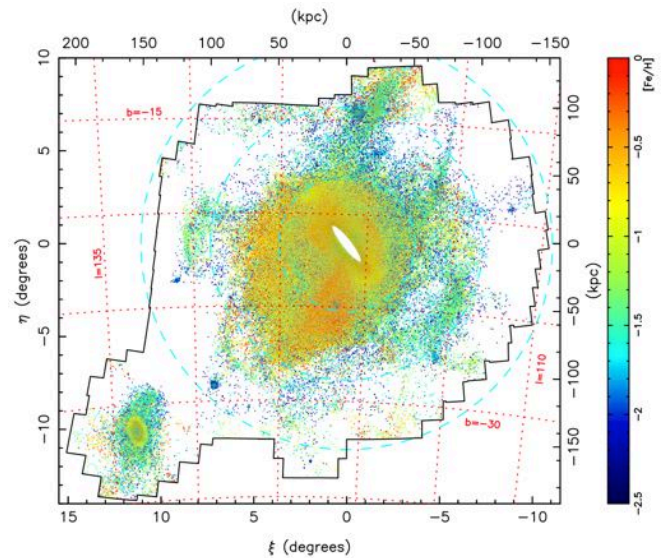 (kpc)
200 150 100 50 0 −50 −100 −150
10 5 0 −5 −10
η (degrees)
b=−15
l=135
l=110
b=−30
100 50 0 −50 −100 −150
(kpc)
0 −0.5 −1 −1.5 −2 −2.5
[Fe/H]
15 10 5 0 −5 −10
ξ (degrees)